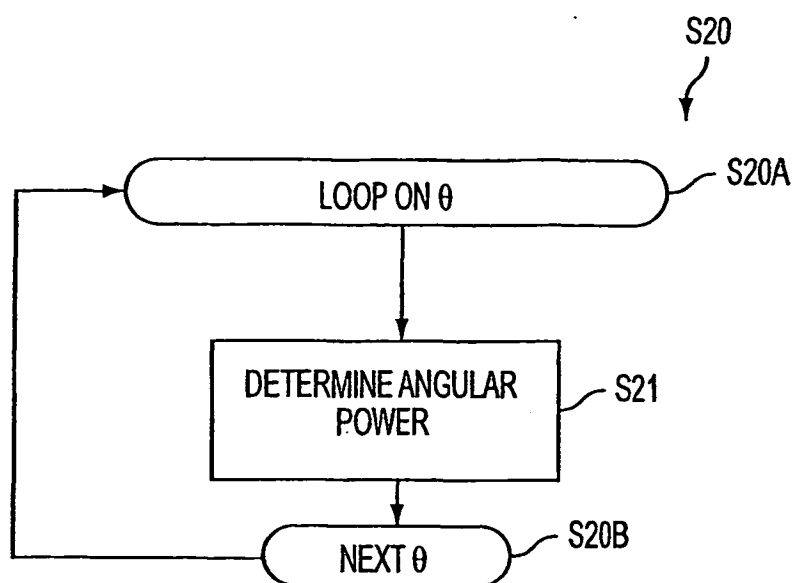 S20
LOOP ON θ
S20A
DETERMINE ANGULAR
POWER
S21
NEXT θ
S20B